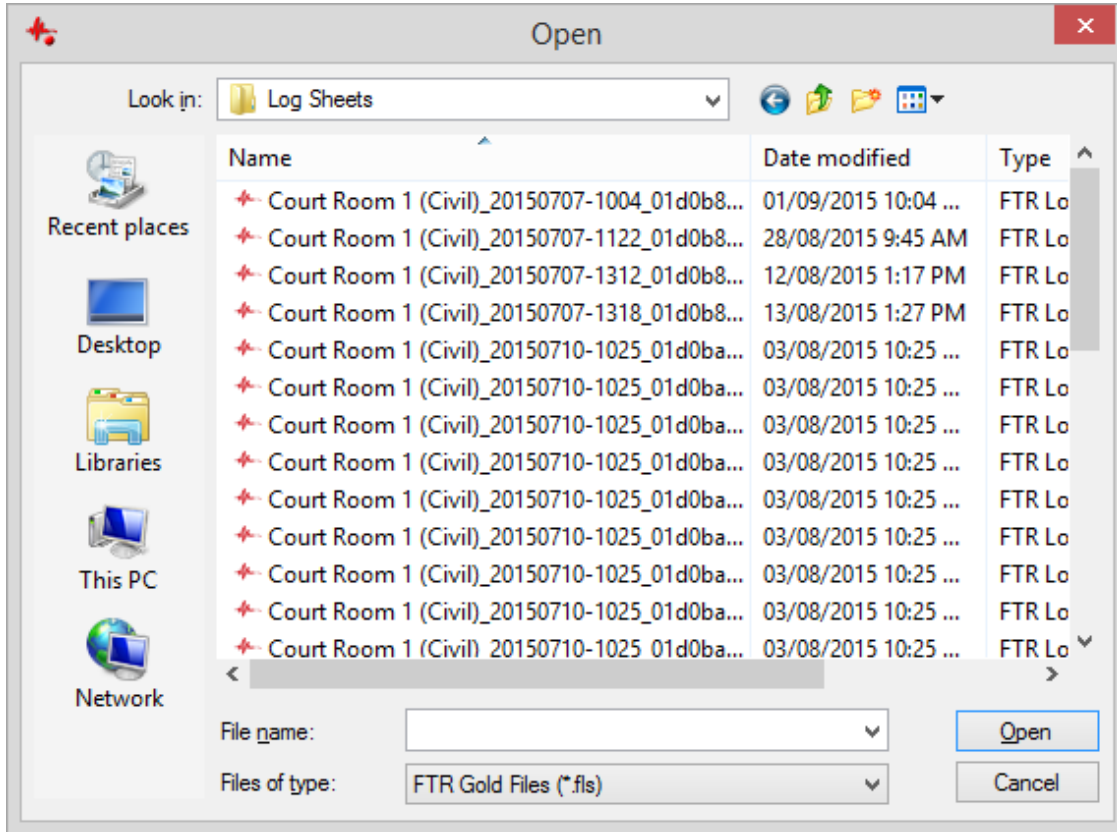 Open
Look in: Log Sheets
Name Date modified Type
Court Room 1 (Civil)_20150707-1004_01d0b8... 01/09/2015 10:04 ... FTR Lo
Court Room 1 (Civil)_20150707-1122_01d0b8... 28/08/2015 9:45 AM FTR Lo
Court Room 1 (Civil)_20150707-1312_01d0b8... 12/08/2015 1:17 PM FTR Lo
Court Room 1 (Civil)_20150707-1318_01d0b8... 13/08/2015 1:27 PM FTR Lo
Court Room 1 (Civil)_20150710-1025_01d0ba... 03/08/2015 10:25 ... FTR Lo
Court Room 1 (Civil)_20150710-1025_01d0ba... 03/08/2015 10:25 ... FTR Lo
Court Room 1 (Civil)_20150710-1025_01d0ba... 03/08/2015 10:25 ... FTR Lo
Court Room 1 (Civil)_20150710-1025_01d0ba... 03/08/2015 10:25 ... FTR Lo
Court Room 1 (Civil)_20150710-1025_01d0ba... 03/08/2015 10:25 ... FTR Lo
Court Room 1 (Civil)_20150710-1025_01d0ba... 03/08/2015 10:25 ... FTR Lo
Court Room 1 (Civil)_20150710-1025_01d0ba... 03/08/2015 10:25 ... FTR Lo
Court Room 1 (Civil)_20150710-1025_01d0ba... 03/08/2015 10:25 ... FTR Lo
Court Room 1 (Civil)_20150710-1025_01d0ba... 03/08/2015 10:25 ... FTR Lo
Recent places
Desktop
Libraries
This PC
Network
File name:
Open
Files of type: FTR Gold Files (*.fls)
Cancel